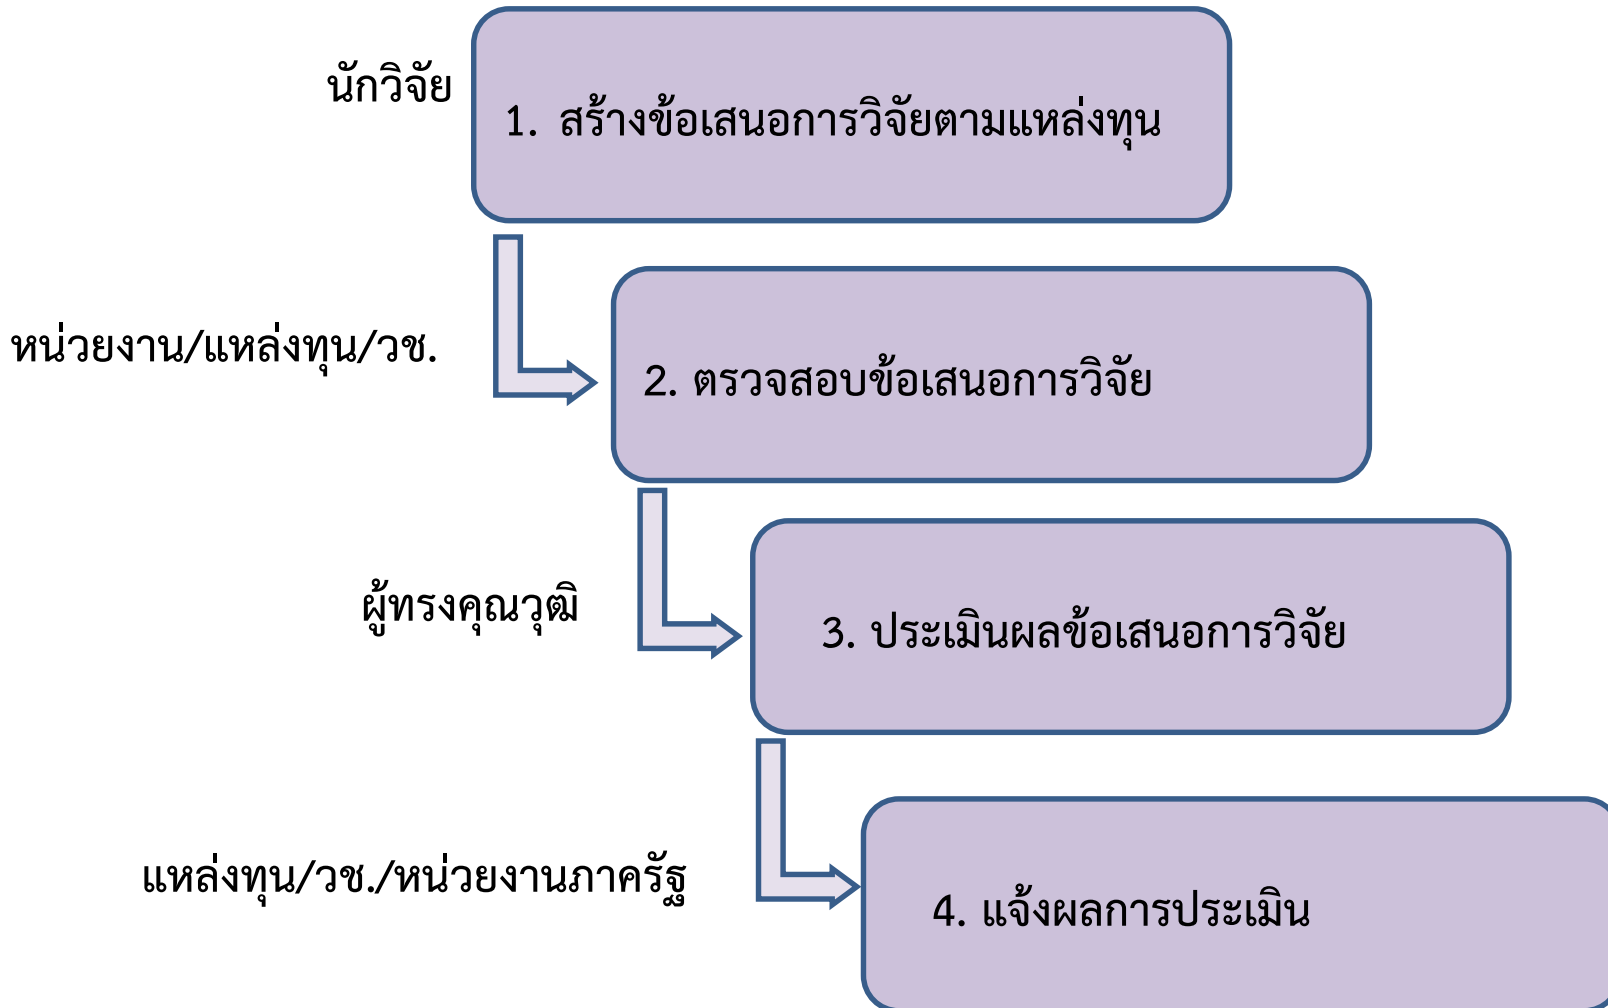 นักวิจัย
1. สร้างข้อเสนอการวิจัยตามแหล่งทุน
หน่วยงาน/แหล่งทุน/วช.
2. ตรวจสอบข้อเสนอการวิจัย
ผู้ทรงคุณวุฒิ
3. ประเมินผลข้อเสนอการวิจัย
แหล่งทุน/วช./หน่วยงานภาครัฐ
4. แจ้งผลการประเมิน